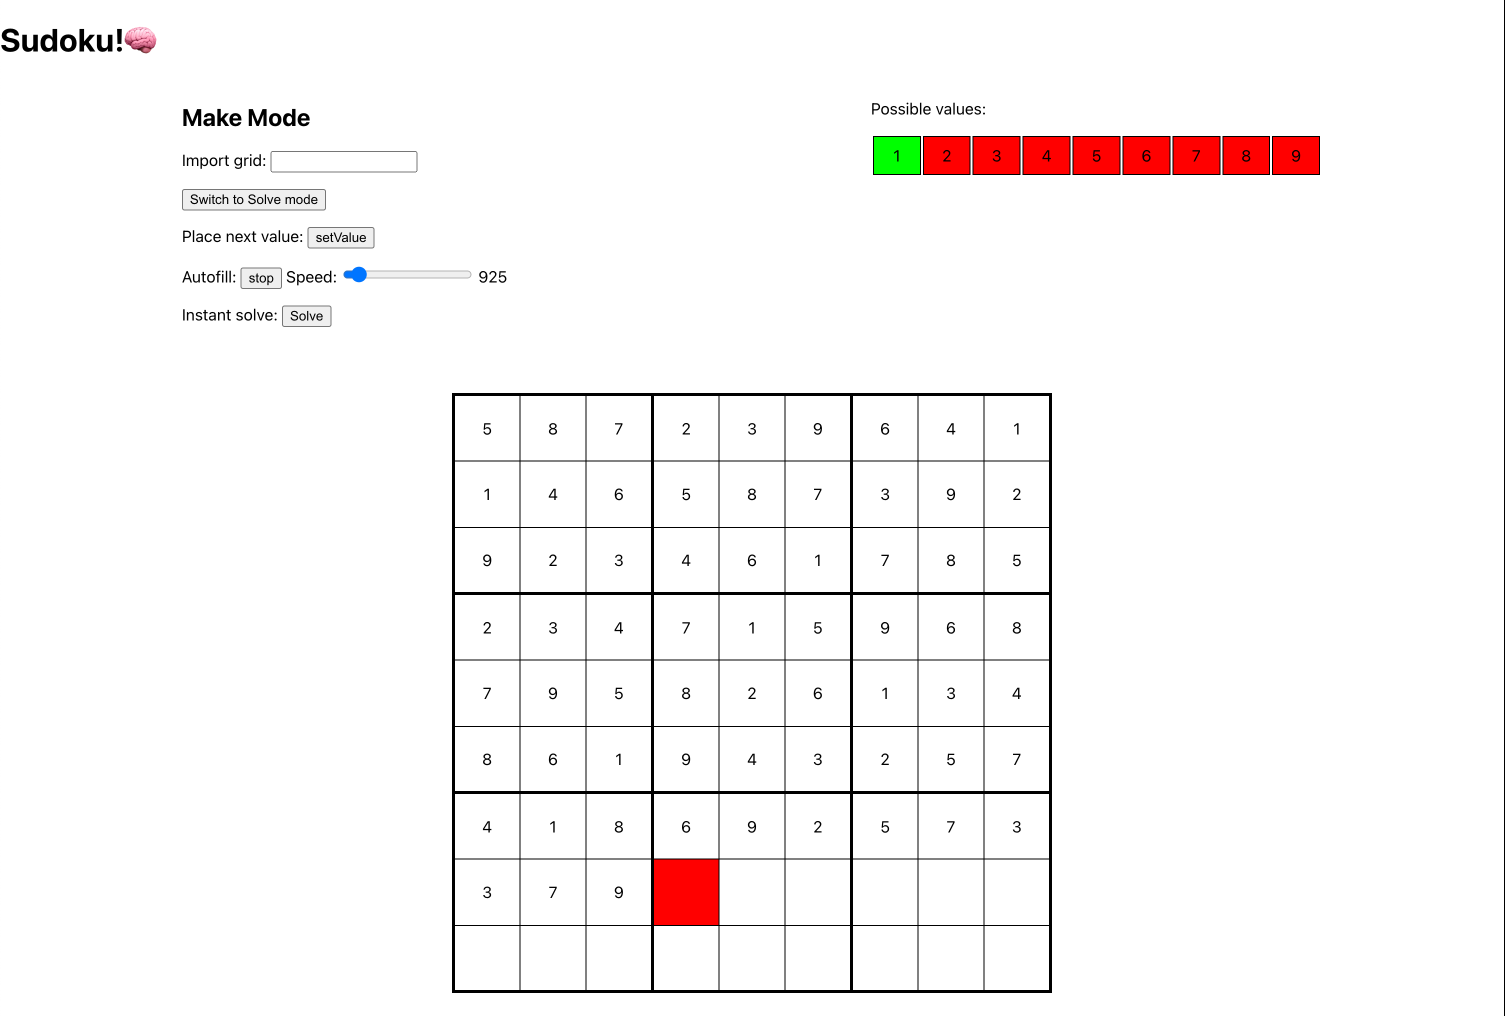 Sudoku!🧠
Make Mode
Import grid:
Switch to Solve mode
Place next value: setValue
Autofill: stop Speed: 925
Instant solve: Solve
Possible values:
1 2 3 4 5 6 7 8 9
5 8 7 2 3 9 6 4 1
1 4 6 5 8 7 3 9 2
9 2 3 4 6 1 7 8 5
2 3 4 7 1 5 9 6 8
7 9 5 8 2 6 1 3 4
8 6 1 9 4 3 2 5 7
4 1 8 6 9 2 5 7 3
3 7 9